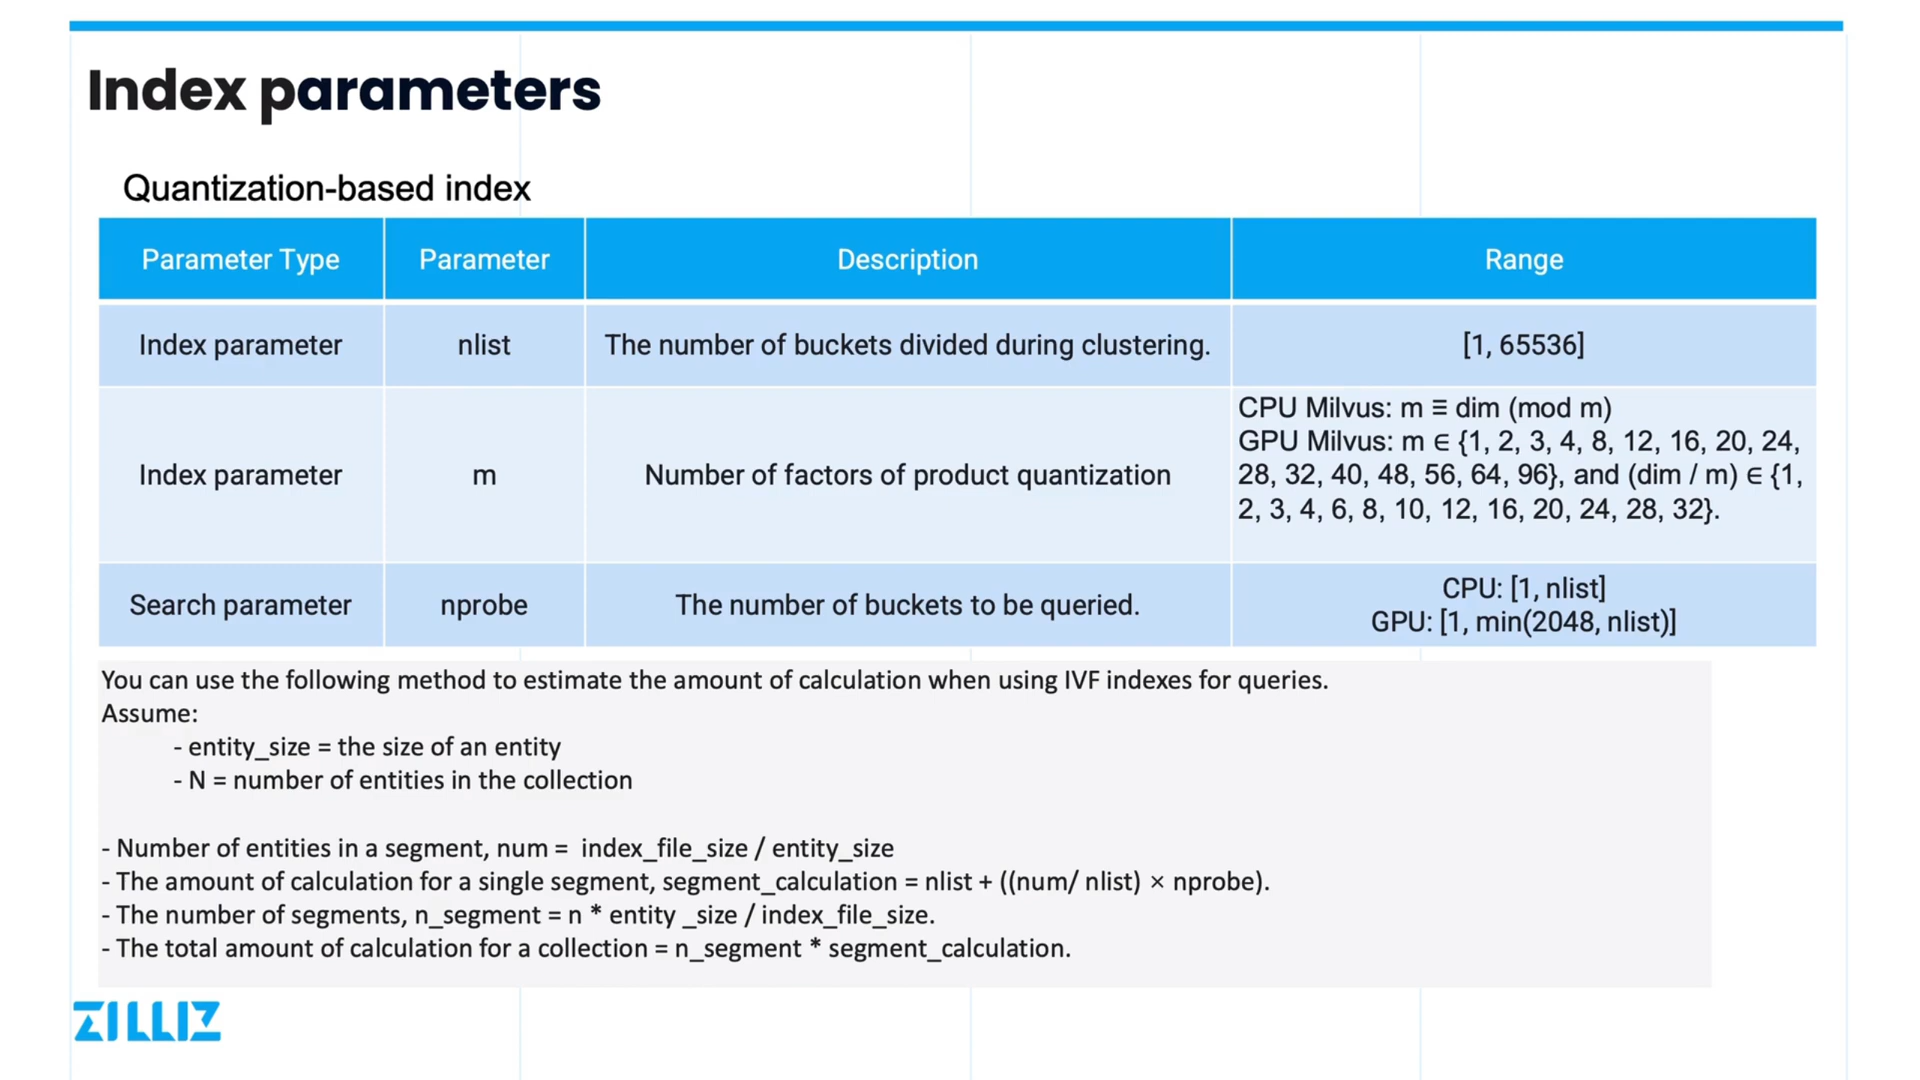 Index parameters
Quantization-based index
Parameter Type Parameter Description Range
Index parameter nlist The number of buckets divided during clustering. [1, 65536]
Index parameter m Number of factors of product quantization
CPU Milvus: m ≡ dim (mod m)
GPU Milvus: m ∈ {1, 2, 3, 4, 8, 12, 16, 20, 24,
28, 32, 40, 48, 56, 64, 96}, and (dim / m) ∈ {1,
2, 3, 4, 6, 8, 10, 12, 16, 20, 24, 28, 32}.
Search parameter nprobe The number of buckets to be queried.
CPU: [1, nlist]
GPU: [1, min(2048, nlist)]
You can use the following method to estimate the amount of calculation when using IVF indexes for queries.
Assume:
- entity_size = the size of an entity
- N = number of entities in the collection
- Number of entities in a segment, num =  index_file_size / entity_size
- The amount of calculation for a single segment, segment_calculation = nlist + ((num/ nlist) × nprobe).
- The number of segments, n_segment = n * entity _size / index_file_size.
- The total amount of calculation for a collection = n_segment * segment_calculation.
ZILLIZ